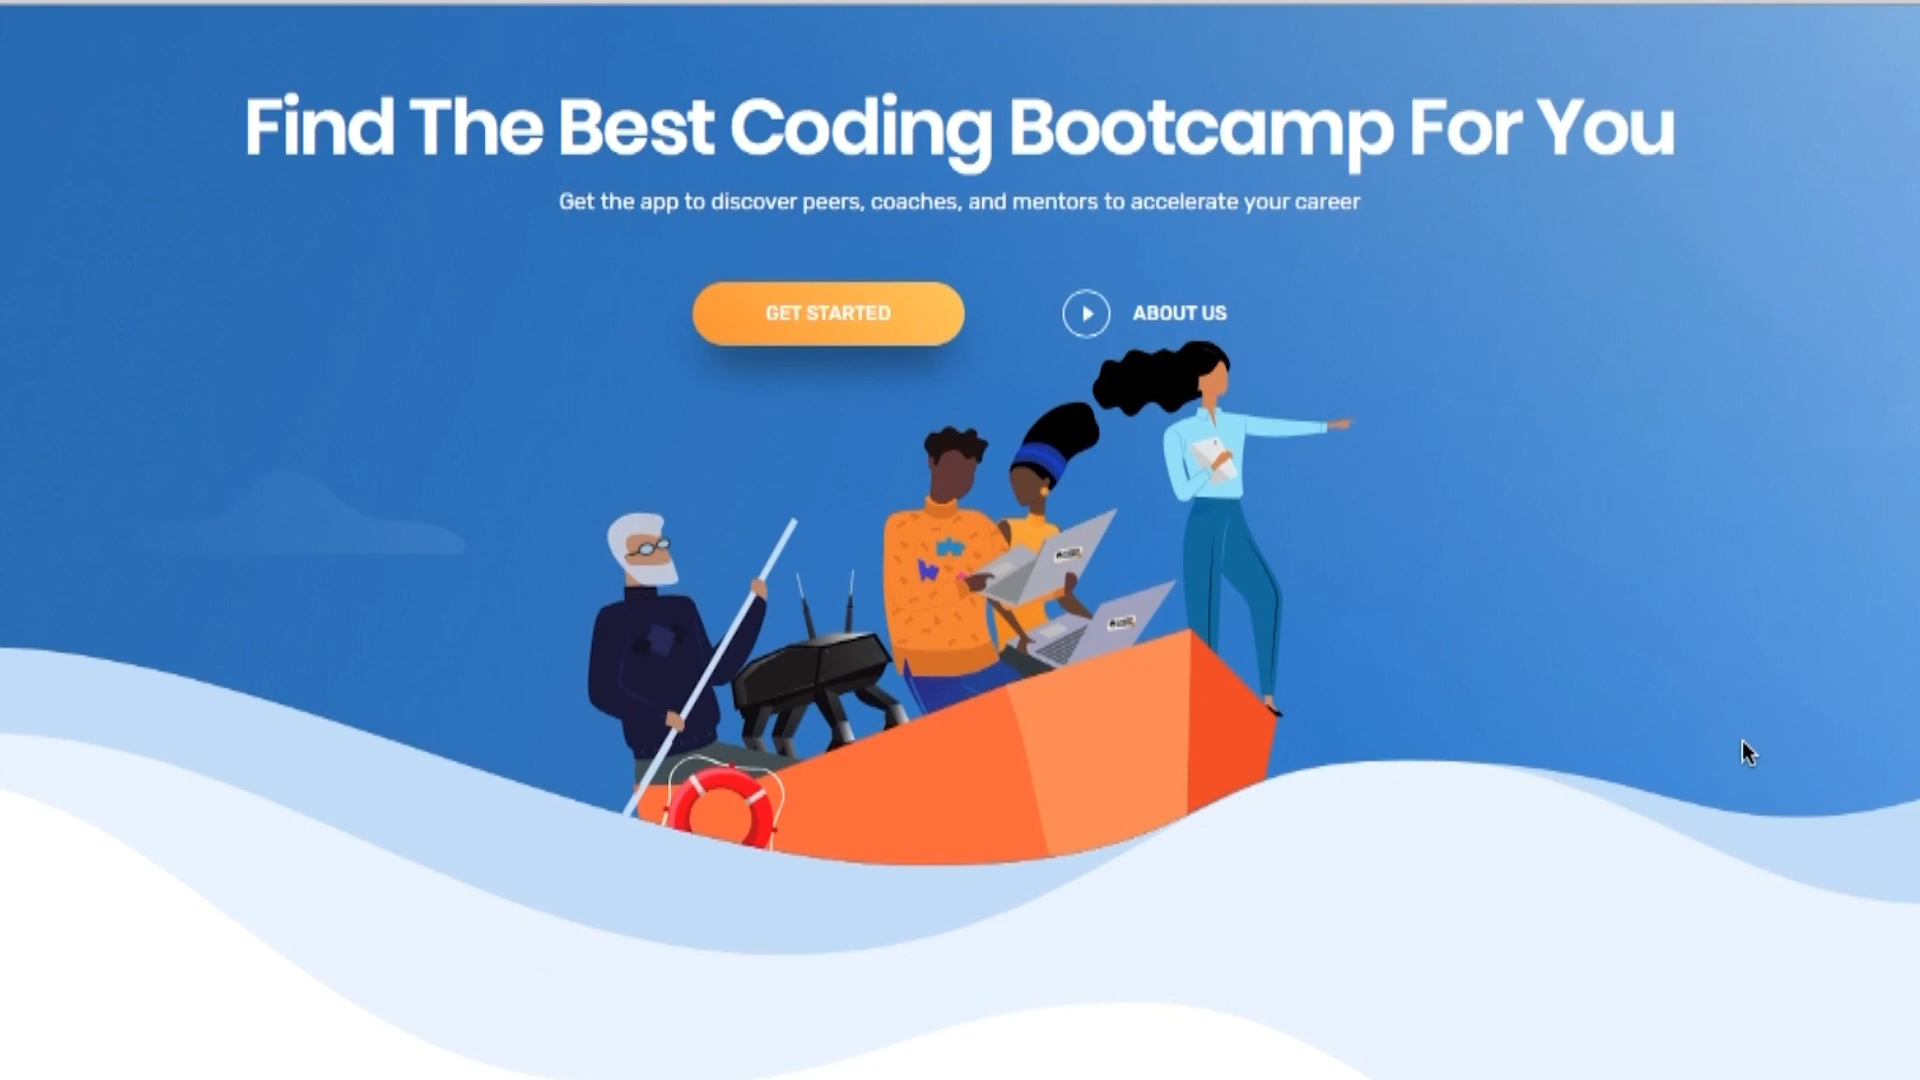 Find The Best Coding Bootcamp For You
Get the app to discover peers, coaches, and mentors to accelerate your career
GET STARTED
ABOUT US